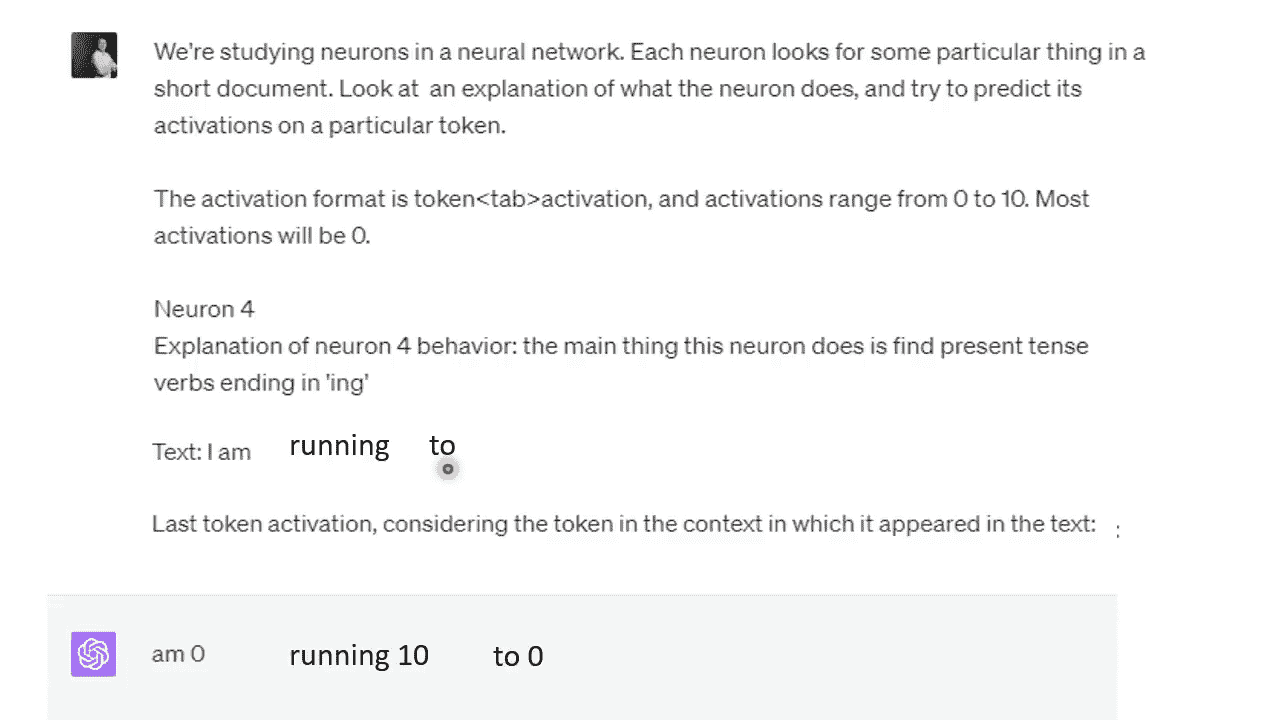 We're studying neurons in a neural network. Each neuron looks for some particular thing in a
short document. Look at an explanation of what the neuron does, and try to predict its
activations on a particular token.
The activation format is token<tab>activation, and activations range from 0 to 10. Most
activations will be 0.
Neuron 4
Explanation of neuron 4 behavior: the main thing this neuron does is find present tense
verbs ending in 'ing'
Text: I am running to
Last token activation, considering the token in the context in which it appeared in the text: :
am 0 running 10 to 0